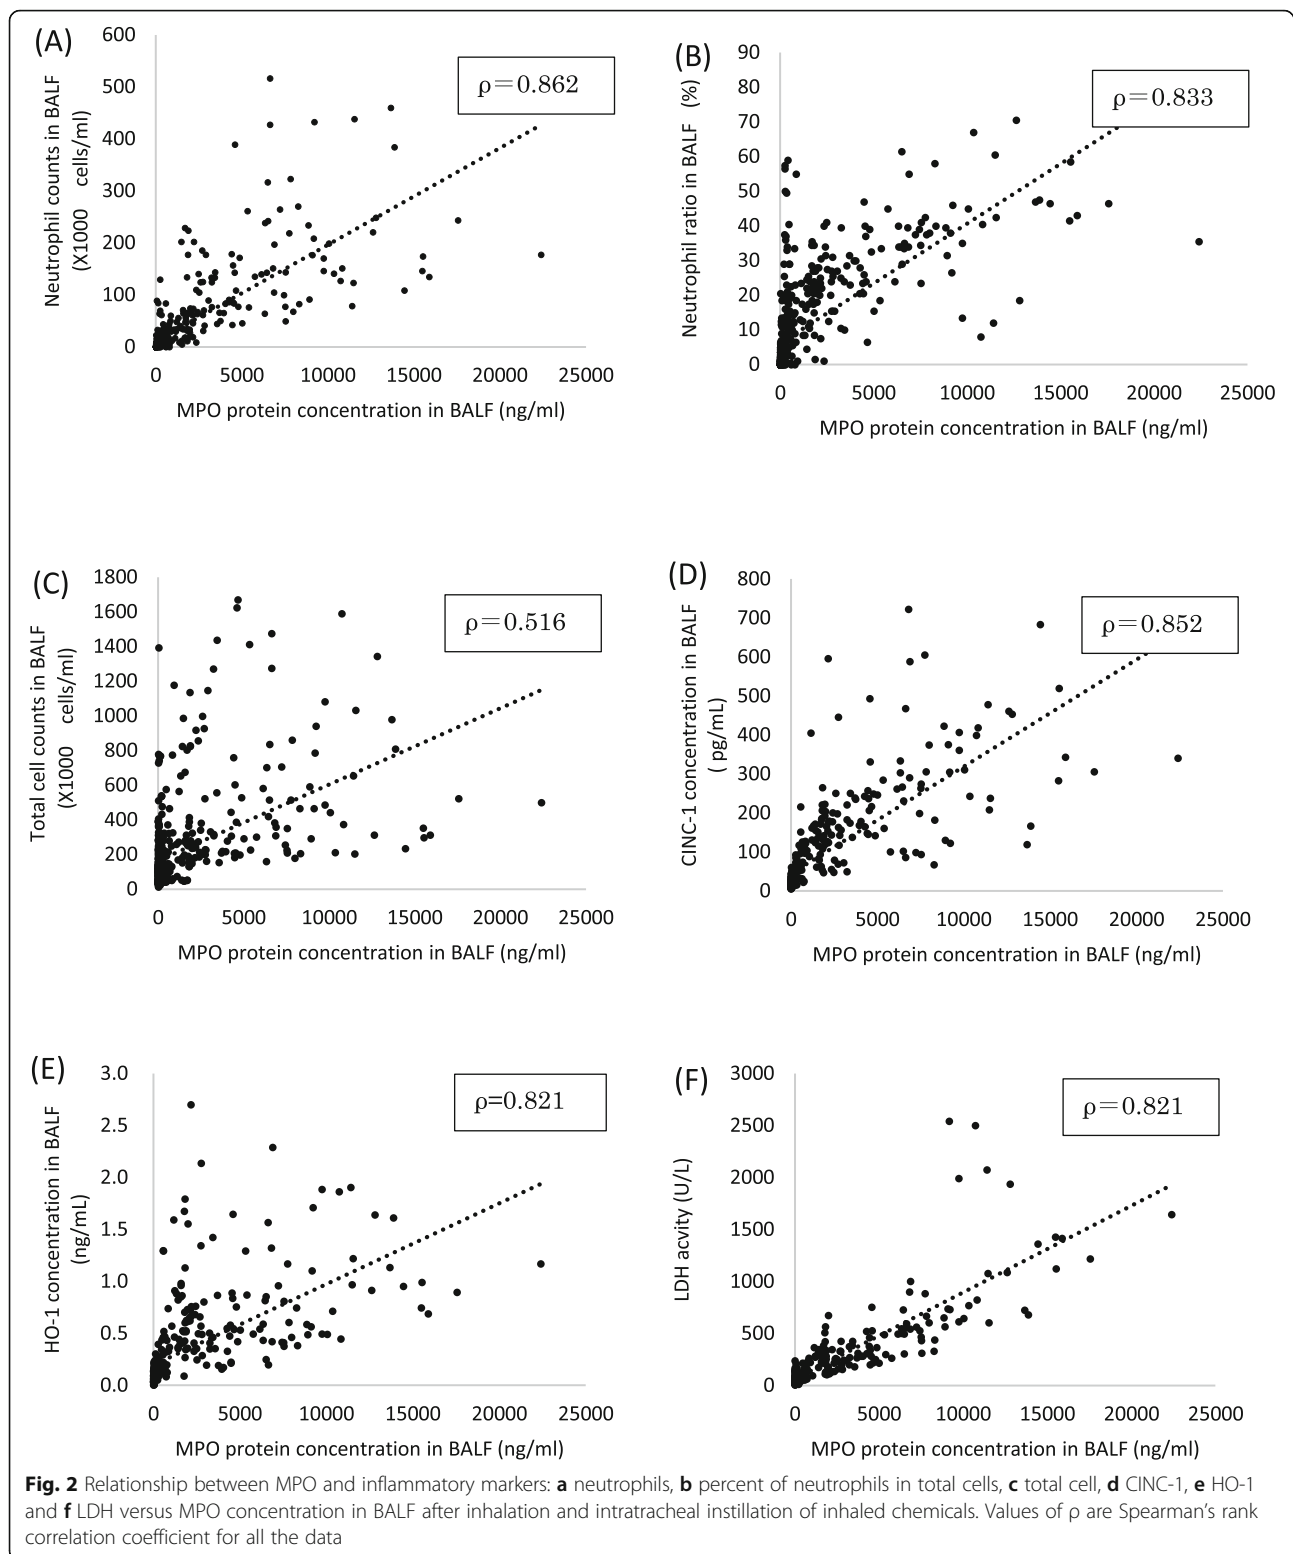 (A)
Neutrophil counts in BALF
(X1000 cells/ml)
600
500
400
300
200
100
0
0 5000 10000 15000 20000 25000
MPO protein concentration in BALF (ng/ml)
ρ=0.862
(B)
Neutrophil ratio in BALF (%)
90
80
70
60
50
40
30
20
10
0
0 5000 10000 15000 20000 25000
MPO protein concentration in BALF (ng/ml)
ρ=0.833
(C)
Total cell counts in BALF
(X1000 cells/ml)
1800
1600
1400
1200
1000
800
600
400
200
0
0 5000 10000 15000 20000 25000
MPO protein concentration in BALF (ng/ml)
ρ=0.516
(D)
CINC-1 concentration in BALF
( pg/mL)
800
700
600
500
400
300
200
100
0
0 5000 10000 15000 20000 25000
MPO protein concentration in BALF (ng/ml)
ρ=0.852
(E)
HO-1 concentration in BALF
(ng/mL)
3.0
2.5
2.0
1.5
1.0
0.5
0.0
0 5000 10000 15000 20000 25000
MPO protein concentration in BALF (ng/ml)
ρ=0.821
(F)
LDH acvity (U/L)
3000
2500
2000
1500
1000
500
0
0 5000 10000 15000 20000 25000
MPO protein concentration in BALF (ng/ml)
ρ=0.821
Fig. 2 Relationship between MPO and inflammatory markers: a neutrophils, b percent of neutrophils in total cells, c total cell, d CINC-1, e HO-1
and f LDH versus MPO concentration in BALF after inhalation and intratracheal instillation of inhaled chemicals. Values of ρ are Spearman's rank
correlation coefficient for all the data